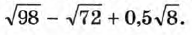 √98 − √72 + 0,5√8.